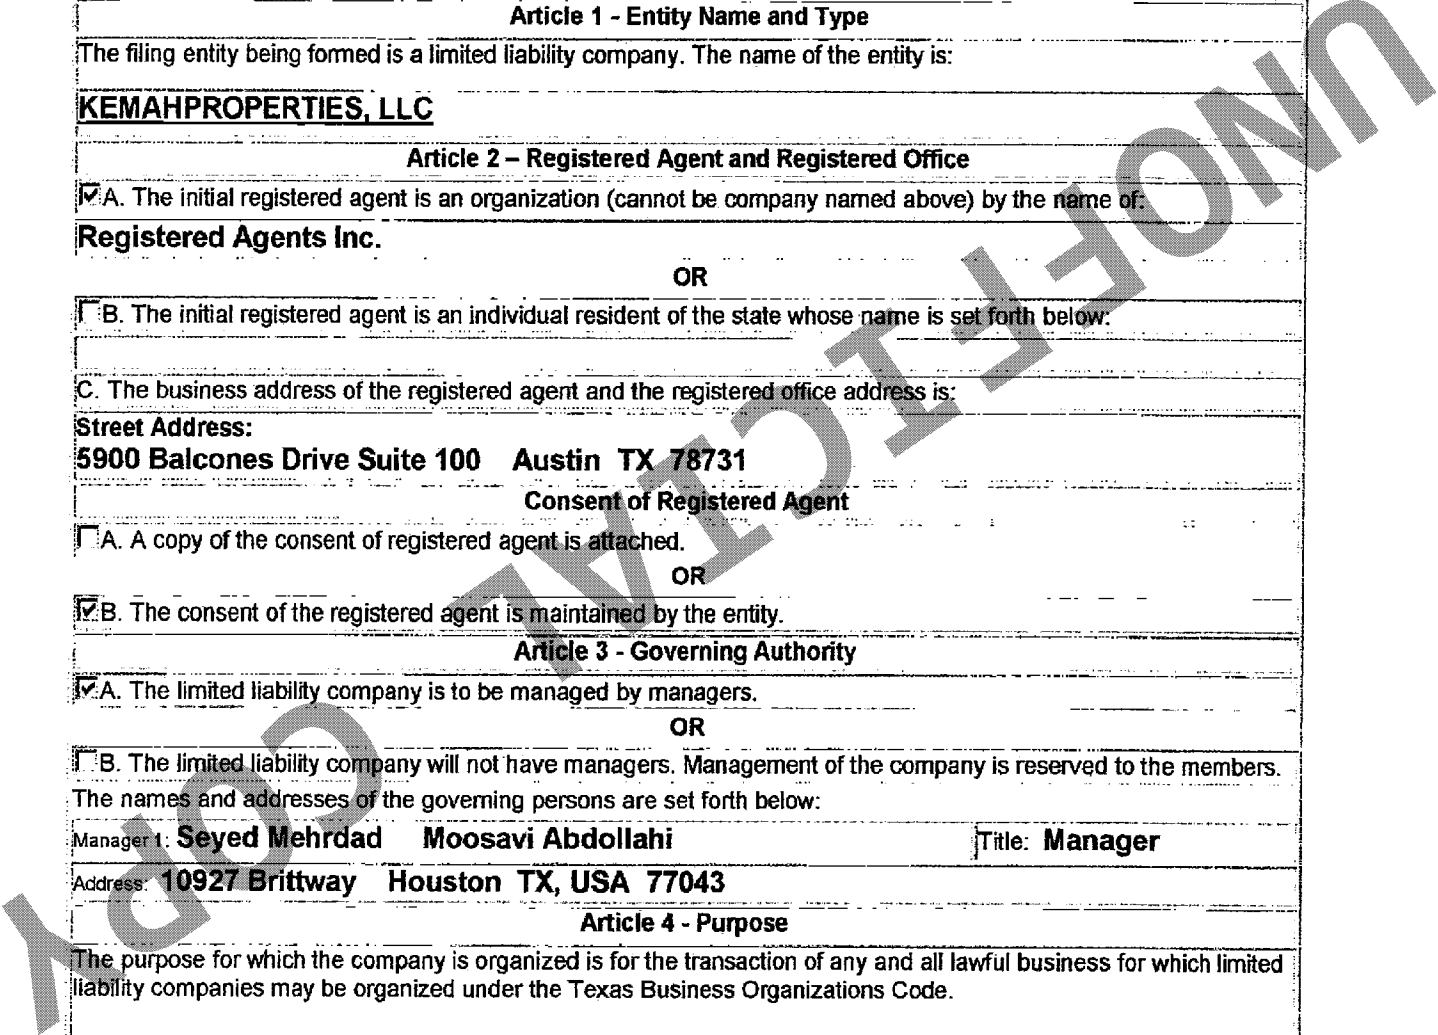 Article 1 - Entity Name and Type
The filing entity being formed is a limited liability company. The name of the entity is:
KEMAHPROPERTIES, LLC
Article 2 – Registered Agent and Registered Office
A. The initial registered agent is an organization (cannot be company named above) by the name of:
Registered Agents Inc.
OR
B. The initial registered agent is an individual resident of the state whose name is set forth below:
C. The business address of the registered agent and the registered office address is:
Street Address:
5900 Balcones Drive Suite 100 Austin TX 78731
Consent of Registered Agent
A. A copy of the consent of registered agent is attached.
OR
B. The consent of the registered agent is maintained by the entity.
Article 3 - Governing Authority
A. The limited liability company is to be managed by managers.
OR
B. The limited liability company will not have managers. Management of the company is reserved to the members.
The names and addresses of the governing persons are set forth below:
Manager 1: Seyed Mehrdad Moosavi Abdollahi Title: Manager
Address: 10927 Brittway Houston TX, USA 77043
Article 4 - Purpose
The purpose for which the company is organized is for the transaction of any and all lawful business for which limited
liability companies may be organized under the Texas Business Organizations Code.
UNOFFICIAL COPY